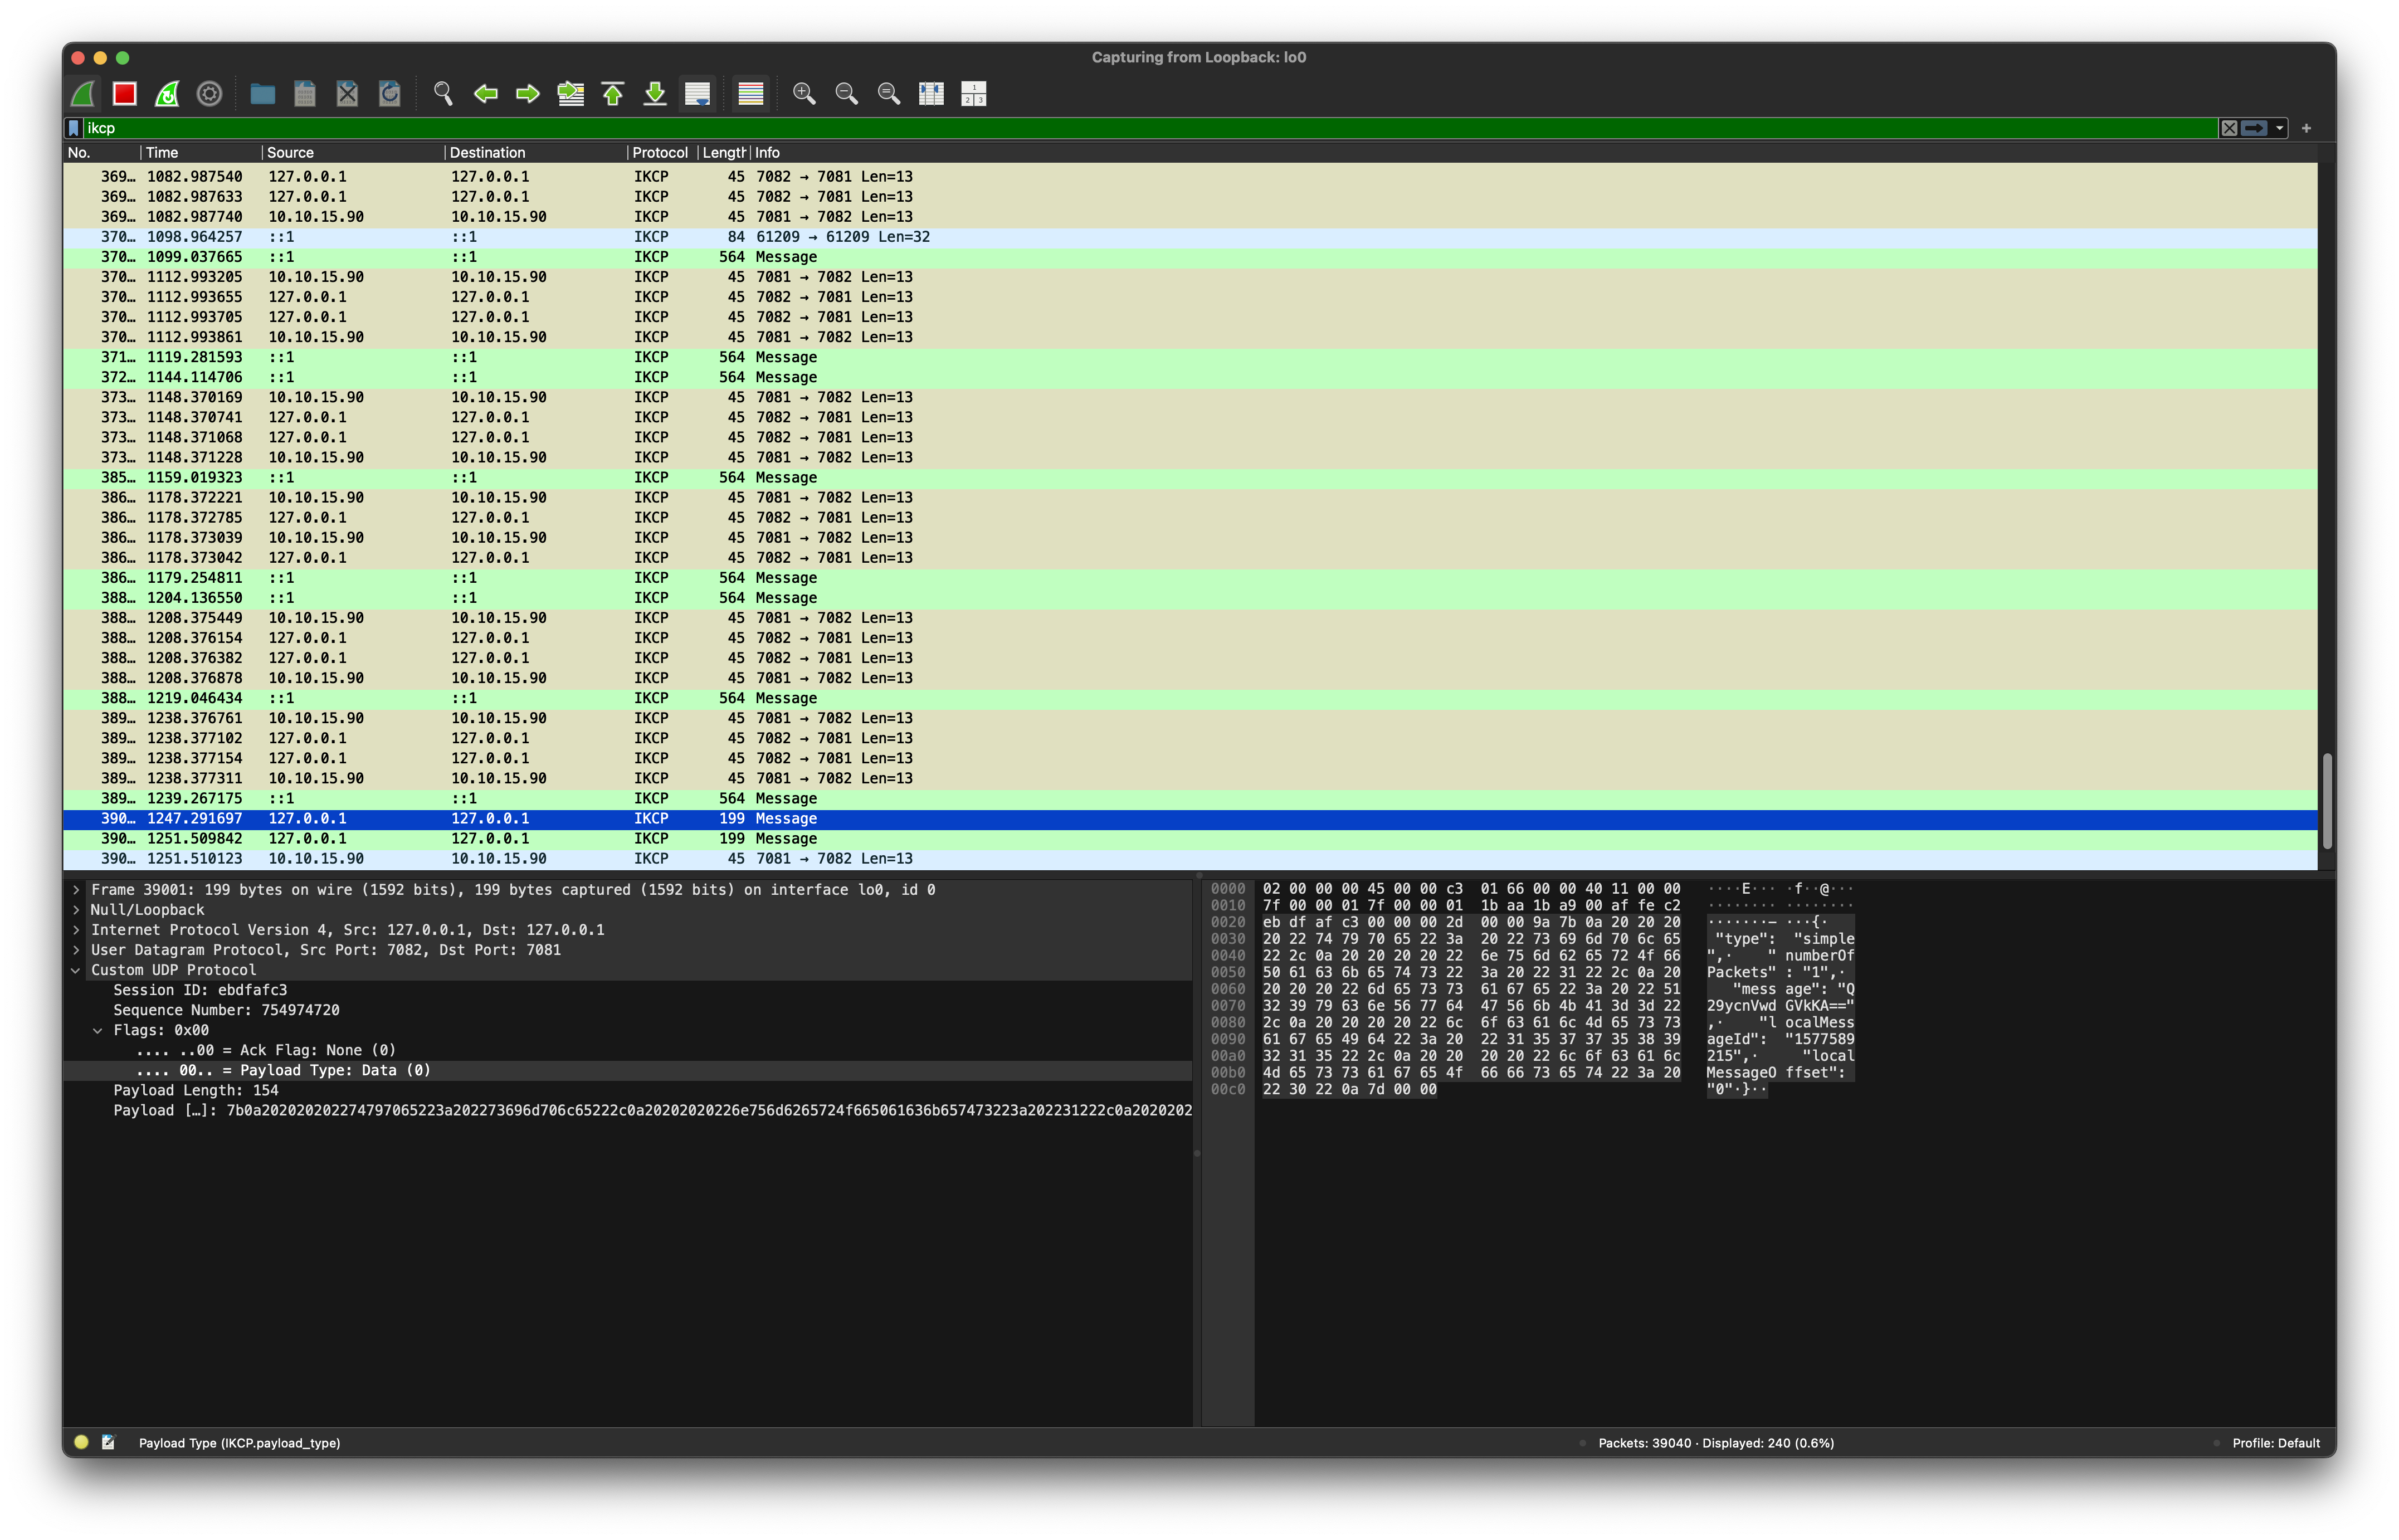 Capturing from Loopback: lo0
ikcp
No. Time Source Destination Protocol Length Info
369… 1082.987540 127.0.0.1 127.0.0.1 IKCP 45 7082 → 7081 Len=13
369… 1082.987633 127.0.0.1 127.0.0.1 IKCP 45 7082 → 7081 Len=13
369… 1082.987740 10.10.15.90 10.10.15.90 IKCP 45 7081 → 7082 Len=13
370… 1098.964257 ::1 ::1 IKCP 84 61209 → 61209 Len=32
370… 1099.037665 ::1 ::1 IKCP 564 Message
370… 1112.993205 10.10.15.90 10.10.15.90 IKCP 45 7081 → 7082 Len=13
370… 1112.993655 127.0.0.1 127.0.0.1 IKCP 45 7082 → 7081 Len=13
370… 1112.993705 127.0.0.1 127.0.0.1 IKCP 45 7082 → 7081 Len=13
370… 1112.993861 10.10.15.90 10.10.15.90 IKCP 45 7081 → 7082 Len=13
371… 1119.281593 ::1 ::1 IKCP 564 Message
372… 1144.114706 ::1 ::1 IKCP 564 Message
373… 1148.370169 10.10.15.90 10.10.15.90 IKCP 45 7081 → 7082 Len=13
373… 1148.370741 127.0.0.1 127.0.0.1 IKCP 45 7082 → 7081 Len=13
373… 1148.371068 127.0.0.1 127.0.0.1 IKCP 45 7082 → 7081 Len=13
373… 1148.371228 10.10.15.90 10.10.15.90 IKCP 45 7081 → 7082 Len=13
385… 1159.019323 ::1 ::1 IKCP 564 Message
386… 1178.372221 10.10.15.90 10.10.15.90 IKCP 45 7081 → 7082 Len=13
386… 1178.372785 127.0.0.1 127.0.0.1 IKCP 45 7082 → 7081 Len=13
386… 1178.373039 10.10.15.90 10.10.15.90 IKCP 45 7081 → 7082 Len=13
386… 1178.373042 127.0.0.1 127.0.0.1 IKCP 45 7082 → 7081 Len=13
386… 1179.254811 ::1 ::1 IKCP 564 Message
388… 1204.136550 ::1 ::1 IKCP 564 Message
388… 1208.375449 10.10.15.90 10.10.15.90 IKCP 45 7081 → 7082 Len=13
388… 1208.376154 127.0.0.1 127.0.0.1 IKCP 45 7082 → 7081 Len=13
388… 1208.376382 127.0.0.1 127.0.0.1 IKCP 45 7082 → 7081 Len=13
388… 1208.376878 10.10.15.90 10.10.15.90 IKCP 45 7081 → 7082 Len=13
388… 1219.046434 ::1 ::1 IKCP 564 Message
389… 1238.376761 10.10.15.90 10.10.15.90 IKCP 45 7081 → 7082 Len=13
389… 1238.377102 127.0.0.1 127.0.0.1 IKCP 45 7082 → 7081 Len=13
389… 1238.377154 127.0.0.1 127.0.0.1 IKCP 45 7082 → 7081 Len=13
389… 1238.377311 10.10.15.90 10.10.15.90 IKCP 45 7081 → 7082 Len=13
389… 1239.267175 ::1 ::1 IKCP 564 Message
390… 1247.291697 127.0.0.1 127.0.0.1 IKCP 199 Message
390… 1251.509842 127.0.0.1 127.0.0.1 IKCP 199 Message
390… 1251.510123 10.10.15.90 10.10.15.90 IKCP 45 7081 → 7082 Len=13
Frame 39001: 199 bytes on wire (1592 bits), 199 bytes captured (1592 bits) on interface lo0, id 0
Null/Loopback
Internet Protocol Version 4, Src: 127.0.0.1, Dst: 127.0.0.1
User Datagram Protocol, Src Port: 7082, Dst Port: 7081
Custom UDP Protocol
Session ID: ebdfafc3
Sequence Number: 754974720
Flags: 0x00
.... ..00 = Ack Flag: None (0)
.... 00.. = Payload Type: Data (0)
Payload Length: 154
Payload […]: 7b0a202020202274797065223a202273696d706c65222c0a20202020226e756d6265724f665061636b657473223a202231222c0a2020202
0000 02 00 00 00 45 00 00 c3 01 66 00 00 40 11 00 00 ····E··· ·f··@···
0010 7f 00 00 01 7f 00 00 01 1b aa 1b a9 00 af fe c2 ········ ········
0020 eb df af c3 00 00 00 2d 00 00 9a 7b 0a 20 20 20 ·······- ···{·
0030 20 22 74 79 70 65 22 3a 20 22 73 69 6d 70 6c 65 "type": "simple
0040 22 2c 0a 20 20 20 20 22 6e 75 6d 62 65 72 4f 66 ",· " numberOf
0050 50 61 63 6b 65 74 73 22 3a 20 22 31 22 2c 0a 20 Packets" : "1",·
0060 20 20 20 22 6d 65 73 73 61 67 65 22 3a 20 22 51 "mess age": "Q
0070 32 39 79 63 6e 56 77 64 47 56 6b 4b 41 3d 3d 22 29ycnVwd GVkKA=="
0080 2c 0a 20 20 20 20 22 6c 6f 63 61 6c 4d 65 73 73 ,· "l ocalMess
0090 61 67 65 49 64 22 3a 20 22 31 35 37 37 35 38 39 ageId": "1577589
00a0 32 31 35 22 2c 0a 20 20 20 20 22 6c 6f 63 61 6c 215",· "local
00b0 4d 65 73 73 61 67 65 4f 66 66 73 65 74 22 3a 20 MessageO ffset":
00c0 22 30 22 0a 7d 00 00 "0"·}··
Payload Type (IKCP.payload_type)
Packets: 39040 · Displayed: 240 (0.6%)
Profile: Default